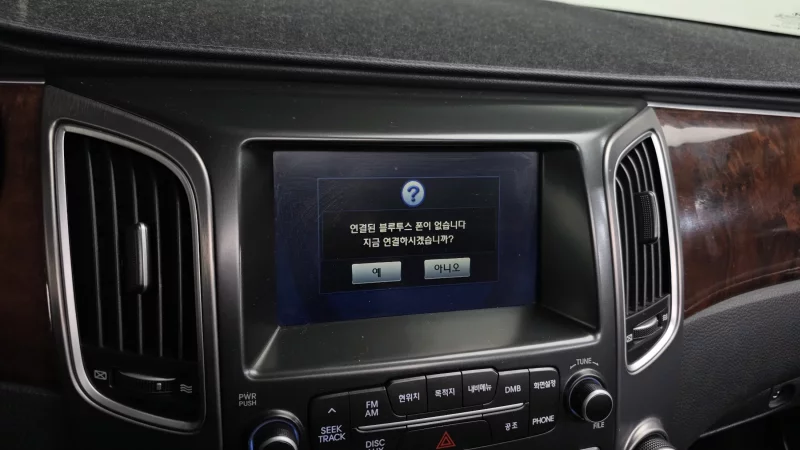 ?
연결된 블루투스 폰이 없습니다
지금 연결하시겠습니까?
예 아니오
PWR
PUSH
SEEK
TRACK
FM
AM
현위치
목적지
내비메뉴
DMB
화면설정
DISC
공조
PHONE
TUNE
FILE